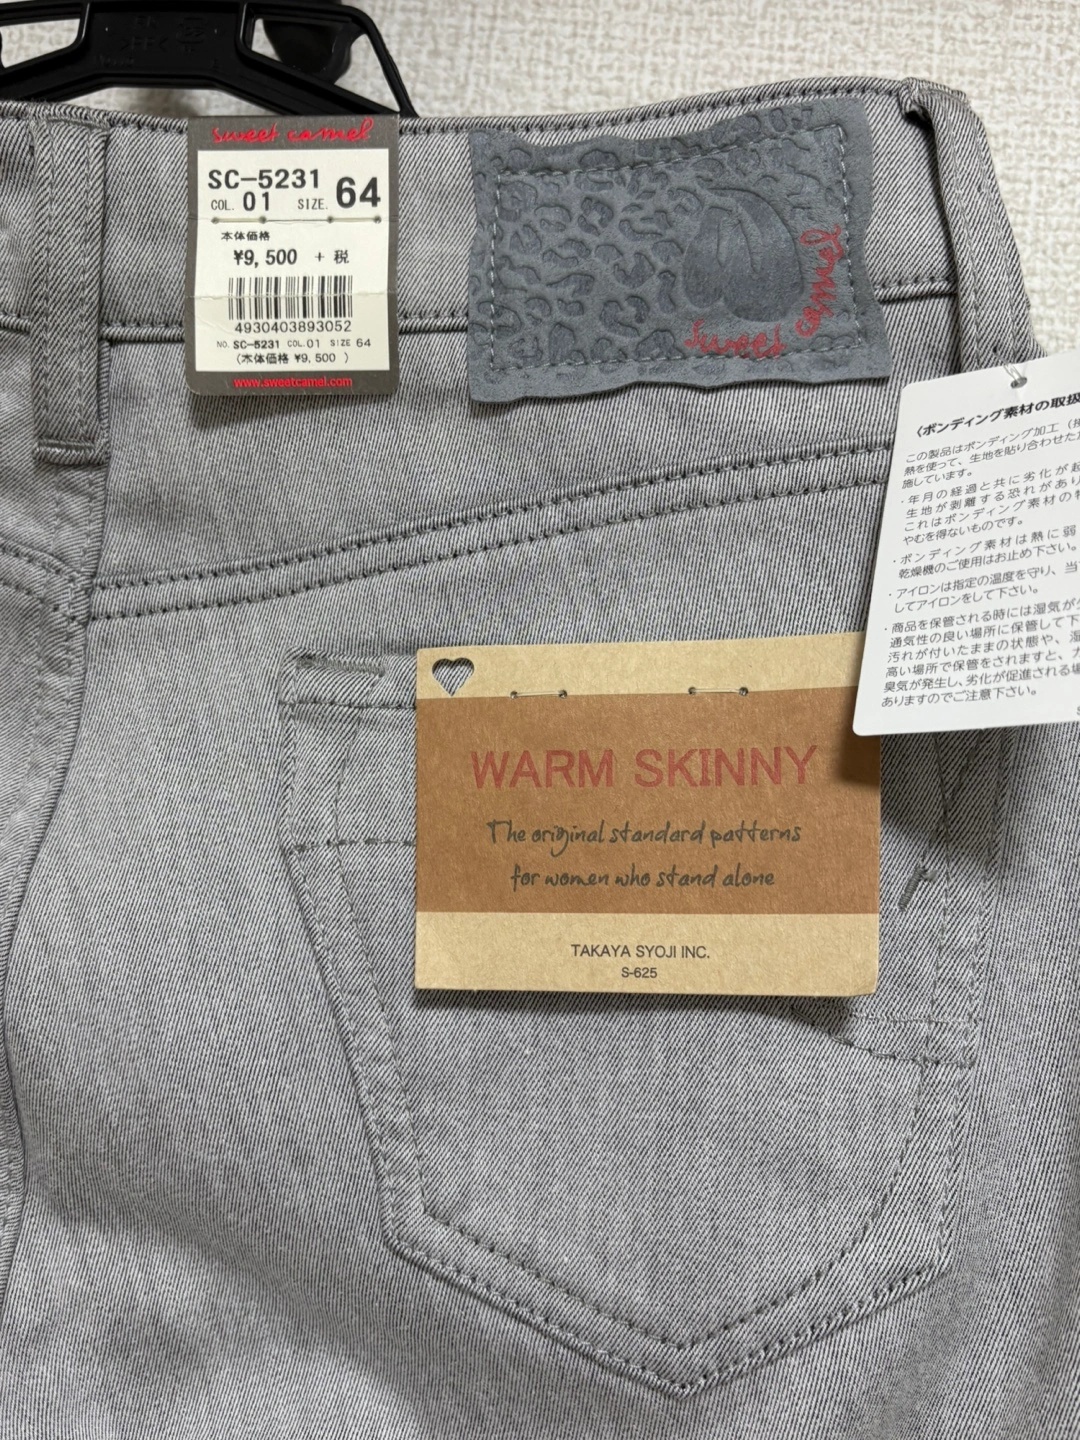 sweet camel
SC-5231
COL. 01 SIZE. 64
本体価格
¥9,500 + 税
4930403893052
NO. SC-5231 COL.01 SIZE 64
(本体価格 ¥9,500 )
www.sweetcamel.com
sweet camel
〈ボンディング素材の取扱
この製品はボンディング加工(
熱を使って、生地を貼り合わせた
施しています。
・年月の経過と共に劣化が起
生地が剥離する恐れがあり
これはボンディング素材の特
やむを得ないものです。
・ボンディング素材は熱に弱
乾燥機のご使用はお止め下さい。
・アイロンは指定の温度を守り、当
してアイロンをして下さい。
・商品を保管される時には湿気が
通気性の良い場所に保管して下
汚れが付いたままの状態や、湿
高い場所で保管をされますと、カ
臭気が発生し、劣化が促進される場
ありますのでご注意下さい。
WARM SKINNY
The original standard patterns
for women who stand alone
TAKAYA SYOJI INC.
S-625